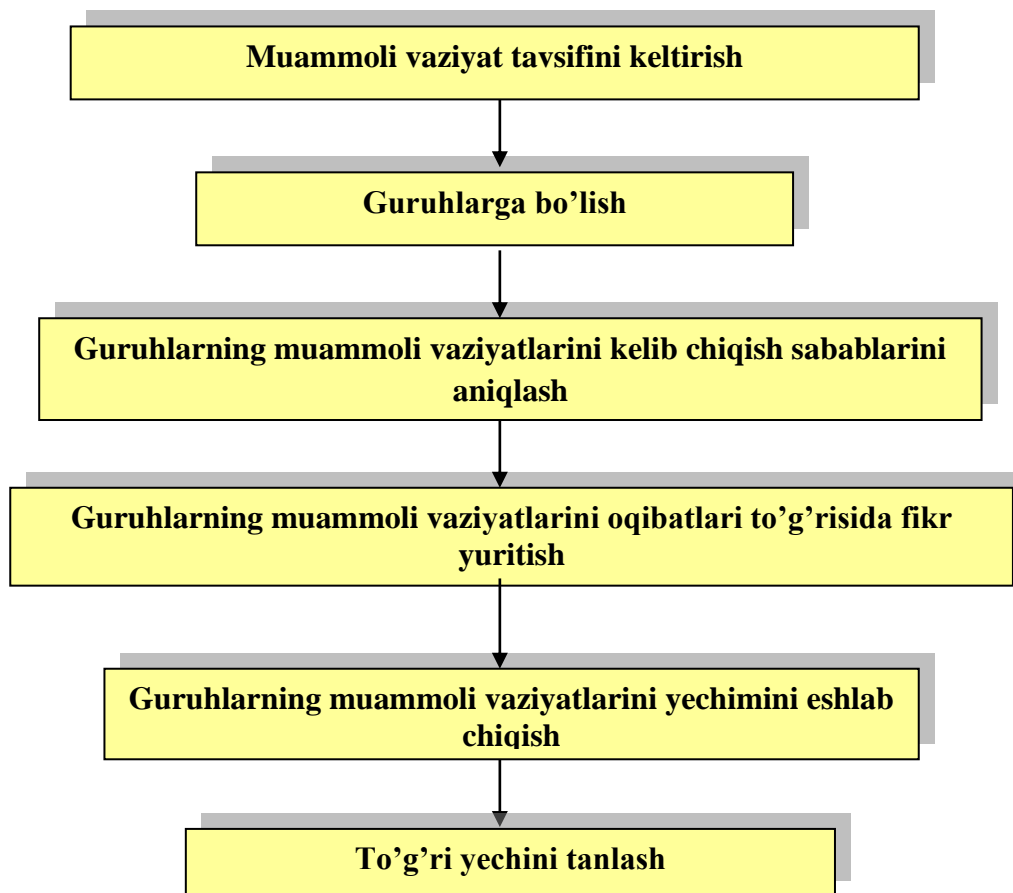 Muammoli vaziyat tavsifini keltirish
Guruhlarga bo’lish
Guruhlarning muammoli vaziyatlarini kelib chiqish sabablarini
aniqlash
Guruhlarning muammoli vaziyatlarini oqibatlari to’g’risida fikr
yuritish
Guruhlarning muammoli vaziyatlarini yechimini eshlab
chiqish
To’g’ri yechini tanlash